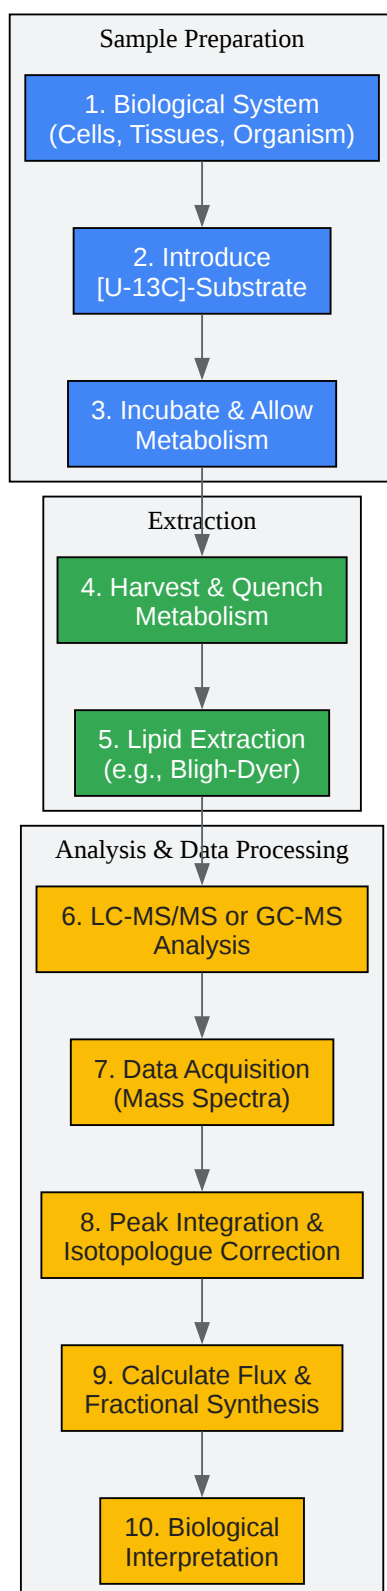 Sample Preparation
1. Biological System
(Cells, Tissues, Organism)
2. Introduce
[U-13C]-Substrate
3. Incubate & Allow
Metabolism
Extraction
4. Harvest & Quench
Metabolism
5. Lipid Extraction
(e.g., Bligh-Dyer)
Analysis & Data Processing
6. LC-MS/MS or GC-MS
Analysis
7. Data Acquisition
(Mass Spectra)
8. Peak Integration &
Isotopologue Correction
9. Calculate Flux &
Fractional Synthesis
10. Biological
Interpretation